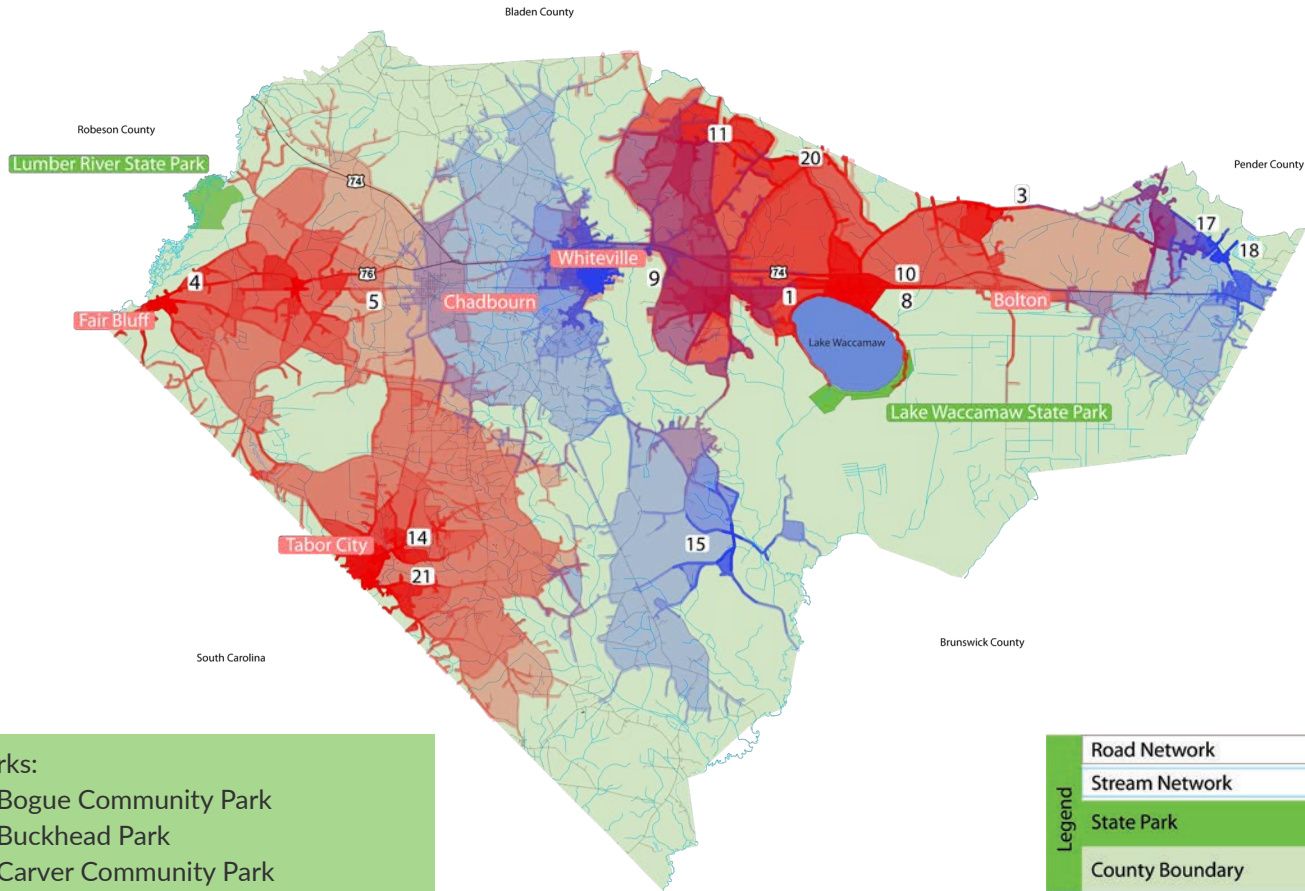 Bladen County
Robeson County
Pender County
Lumber River State Park
74
11
20
3
17
18
Whiteville
9
74
10
76
4
5
Chadbourn
1
8
Bolton
Fair Bluff
Lake Waccamaw
Lake Waccamaw State Park
14
Tabor City
15
21
Brunswick County
South Carolina
rks:
Bogue Community Park
Buckhead Park
Carver Community Park
Legend
Road Network
Stream Network
State Park
County Boundary